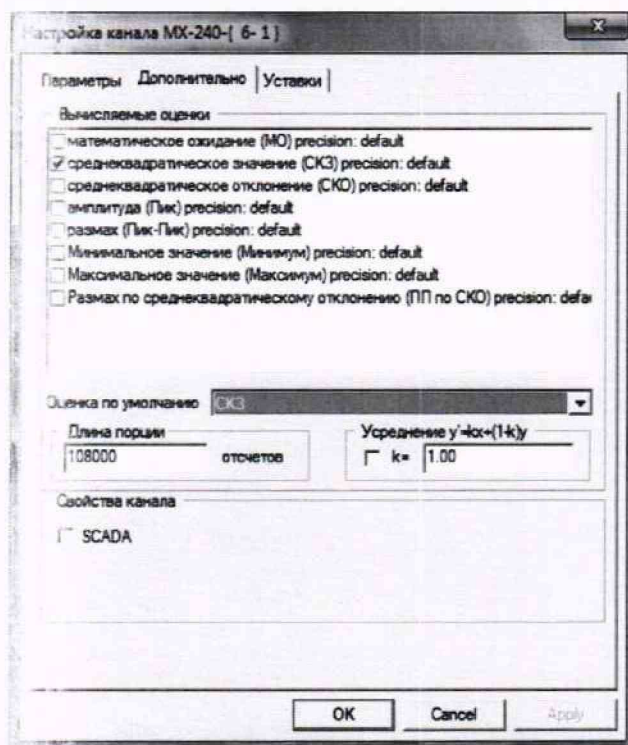 Настройка канала MX-240-{ 6- 1 }
Параметры Дополнительно Уставки
Вычисляемые оценки
математическое ожидание (МО) precision: default
среднеквадратическое значение (СКЗ) precision: default
среднеквадратическое отклонение (СКО) precision: default
амплитуда (Пик) precision: default
размах (Пик-Пик) precision: default
Минимальное значение (Минимум) precision: default
Максимальное значение (Максимум) precision: default
Размах по среднеквадратическому отклонению (ПП по СКО) precision: defau
Оценка по умолчанию СКЗ
Длина порции
108000 отсчетов
Усреднение y'=kx+(1-k)y
k= 1.00
Свойства канала
SCADA
OK Cancel Apply